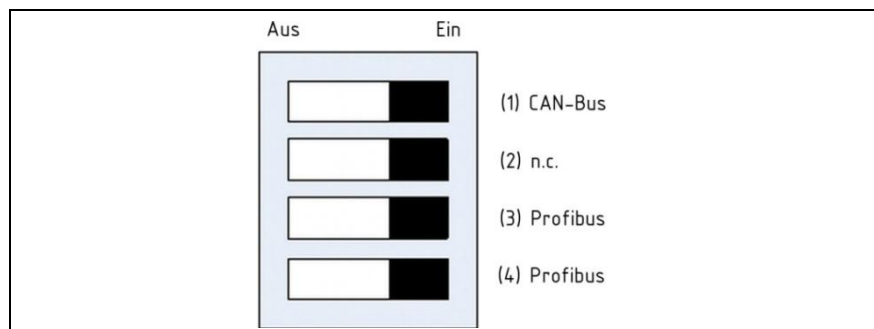 Aus Ein
(1) CAN-Bus
(2) n.c.
(3) Profibus
(4) Profibus